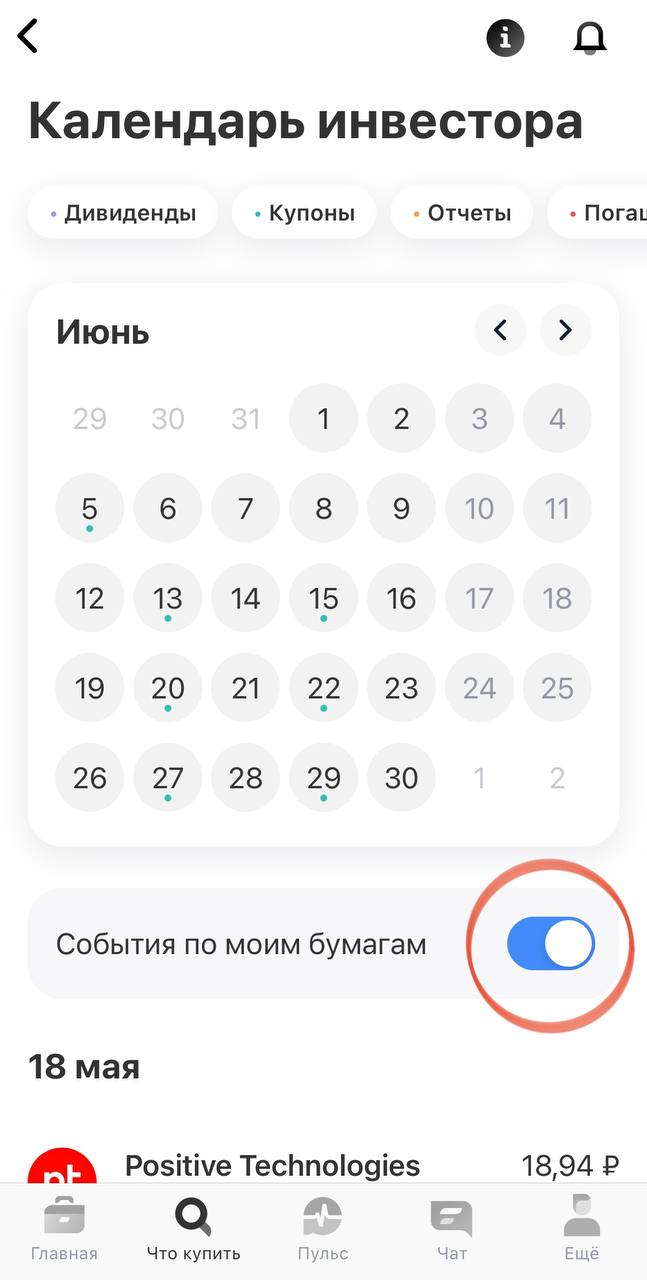 Календарь инвестора
Дивиденды Купоны Отчеты
Июнь
29 30 31 1 2 3 4
5 6 7 8 9 10 11
12 13 14 15 16 17 18
19 20 21 22 23 24 25
26 27 28 29 30 1 2
События по моим бумагам
18 мая
Positive Technologies 18,94 ₽
pt
Главная Что купить Пульс Чат Ещё